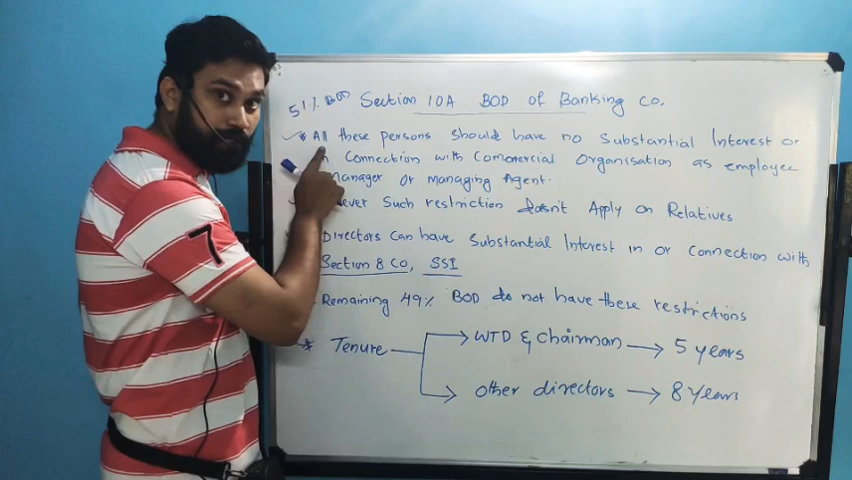 51% BOD Section 10A BOD of Banking Co.
* All these persons should have no Substantial Interest or
Connection with Commercial Organisation as employee
manager or managing Agent.
Such restriction doesn't Apply on Relatives
Directors Can have Substantial Interest in or Connection with
Section 8 Co, SSI
Remaining 49% BOD do not have these restrictions
* Tenure WTD & Chairman 5 years
other directors 8 years
7